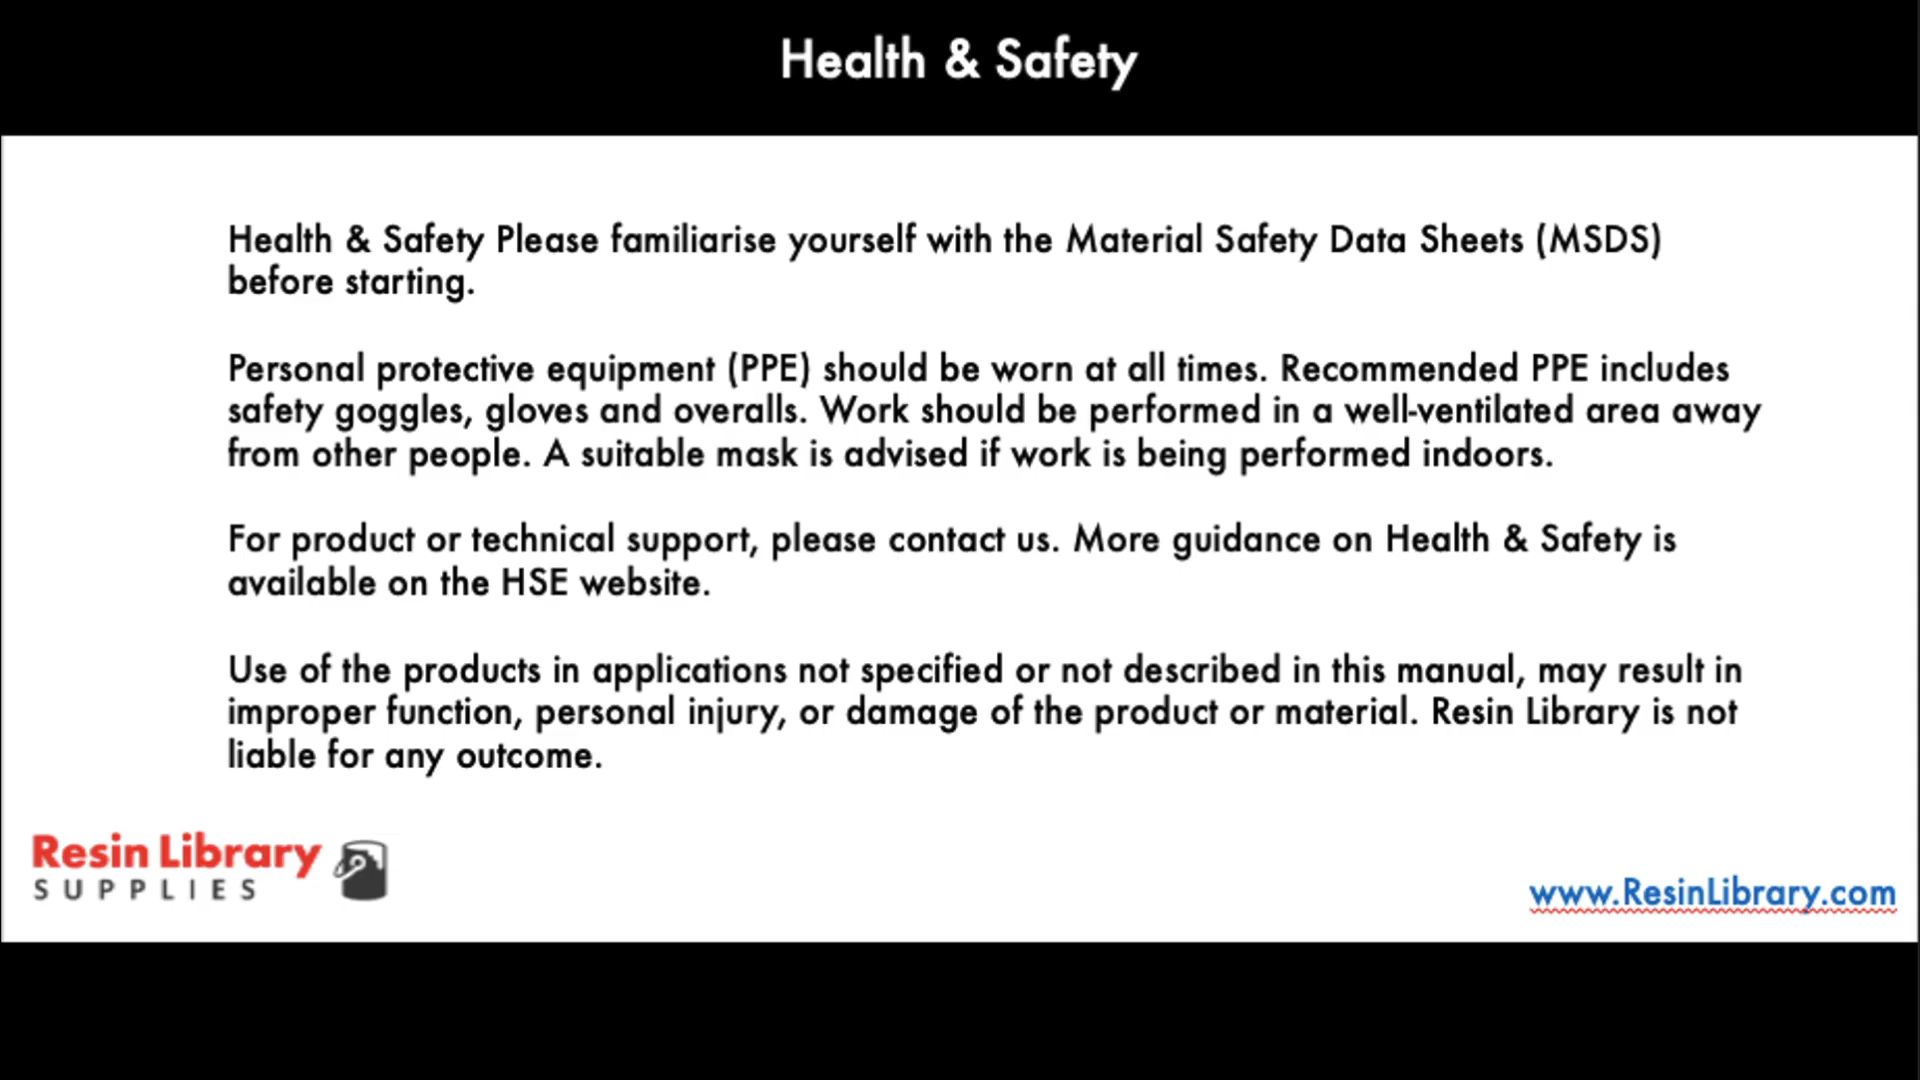 Health & Safety
Health & Safety Please familiarise yourself with the Material Safety Data Sheets (MSDS)
before starting.
Personal protective equipment (PPE) should be worn at all times. Recommended PPE includes
safety goggles, gloves and overalls. Work should be performed in a well-ventilated area away
from other people. A suitable mask is advised if work is being performed indoors.
For product or technical support, please contact us. More guidance on Health & Safety is
available on the HSE website.
Use of the products in applications not specified or not described in this manual, may result in
improper function, personal injury, or damage of the product or material. Resin Library is not
liable for any outcome.
Resin Library
SUPPLIES
www.ResinLibrary.com